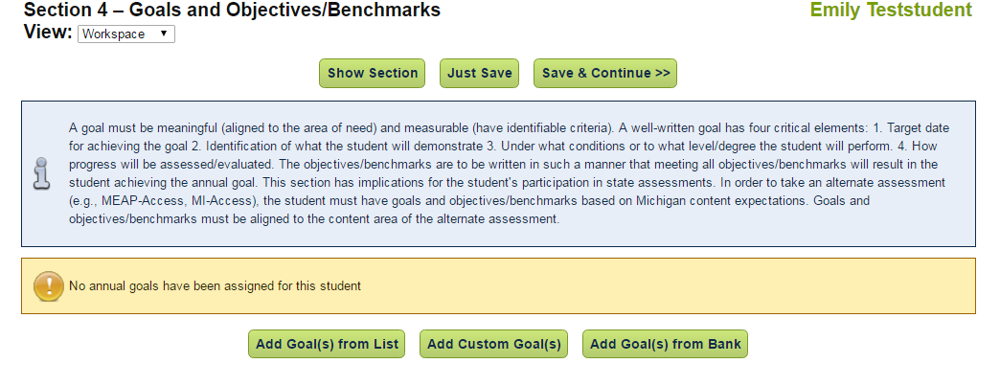 Section 4 – Goals and Objectives/Benchmarks
Emily Teststudent
View: Workspace
Show Section Just Save Save & Continue >>
A goal must be meaningful (aligned to the area of need) and measurable (have identifiable criteria). A well-written goal has four critical elements: 1. Target date
for achieving the goal 2. Identification of what the student will demonstrate 3. Under what conditions or to what level/degree the student will perform. 4. How
progress will be assessed/evaluated. The objectives/benchmarks are to be written in such a manner that meeting all objectives/benchmarks will result in the
student achieving the annual goal. This section has implications for the student's participation in state assessments. In order to take an alternate assessment
(e.g., MEAP-Access, MI-Access), the student must have goals and objectives/benchmarks based on Michigan content expectations. Goals and
objectives/benchmarks must be aligned to the content area of the alternate assessment.
No annual goals have been assigned for this student
Add Goal(s) from List Add Custom Goal(s) Add Goal(s) from Bank